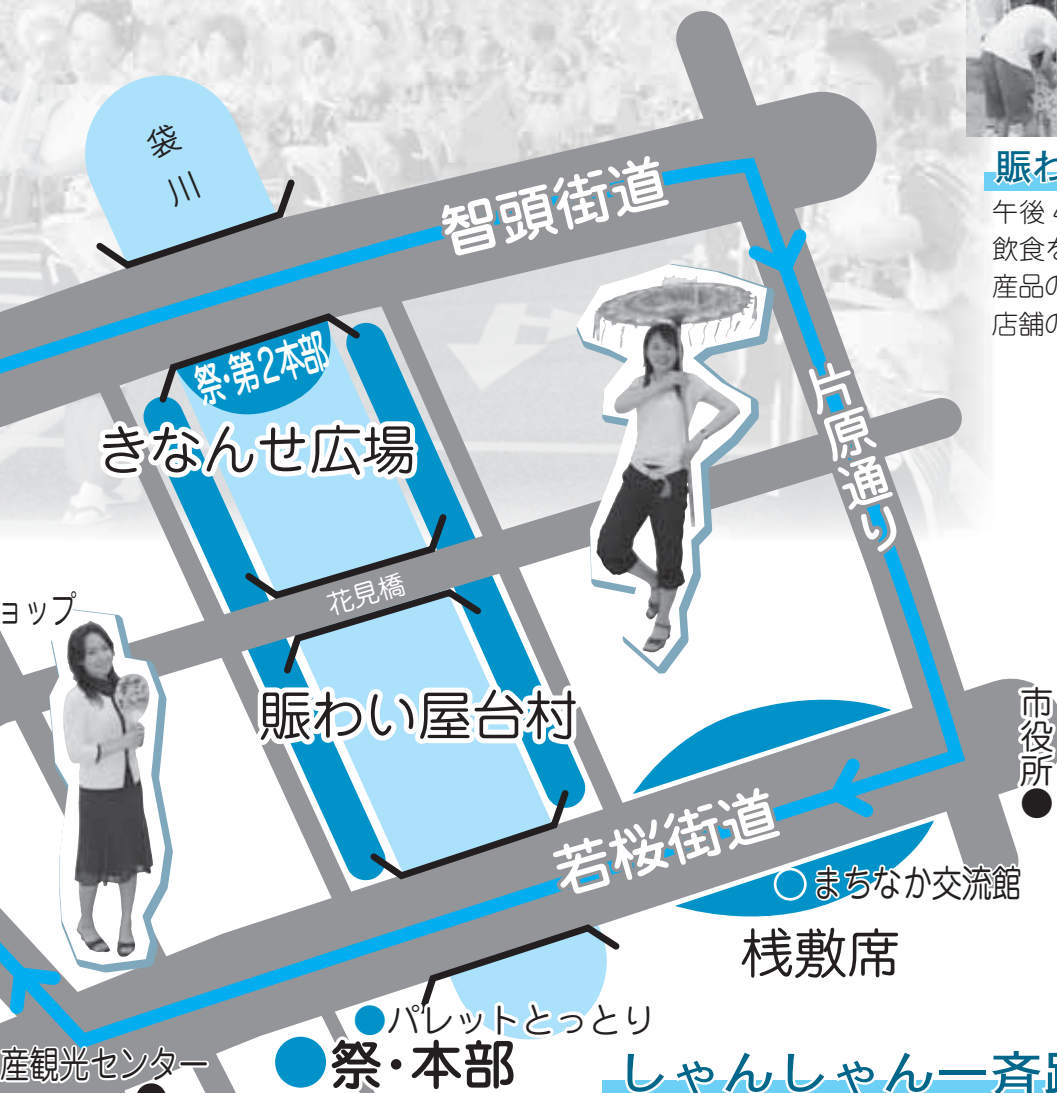 袋川
智頭街道
祭・第2本部
きなんせ広場
片原通り
花見橋
ョップ
賑わい屋台村
市役所
若桜街道
まちなか交流館
桟敷席
パレットとっとり
祭・本部
産観光センター
賑わ
午後4
飲食を
産品の
店舗の
しゃんしゃん一斉踊